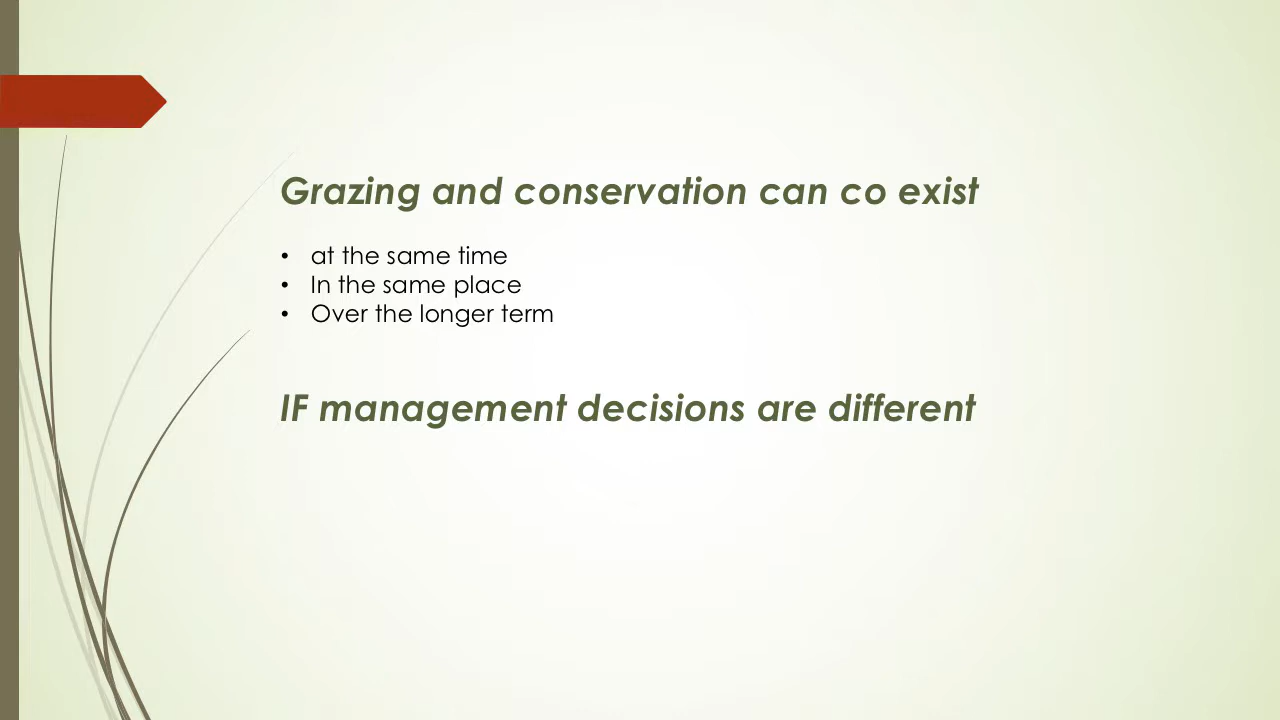 Grazing and conservation can co exist
• at the same time
• In the same place
• Over the longer term
IF management decisions are different